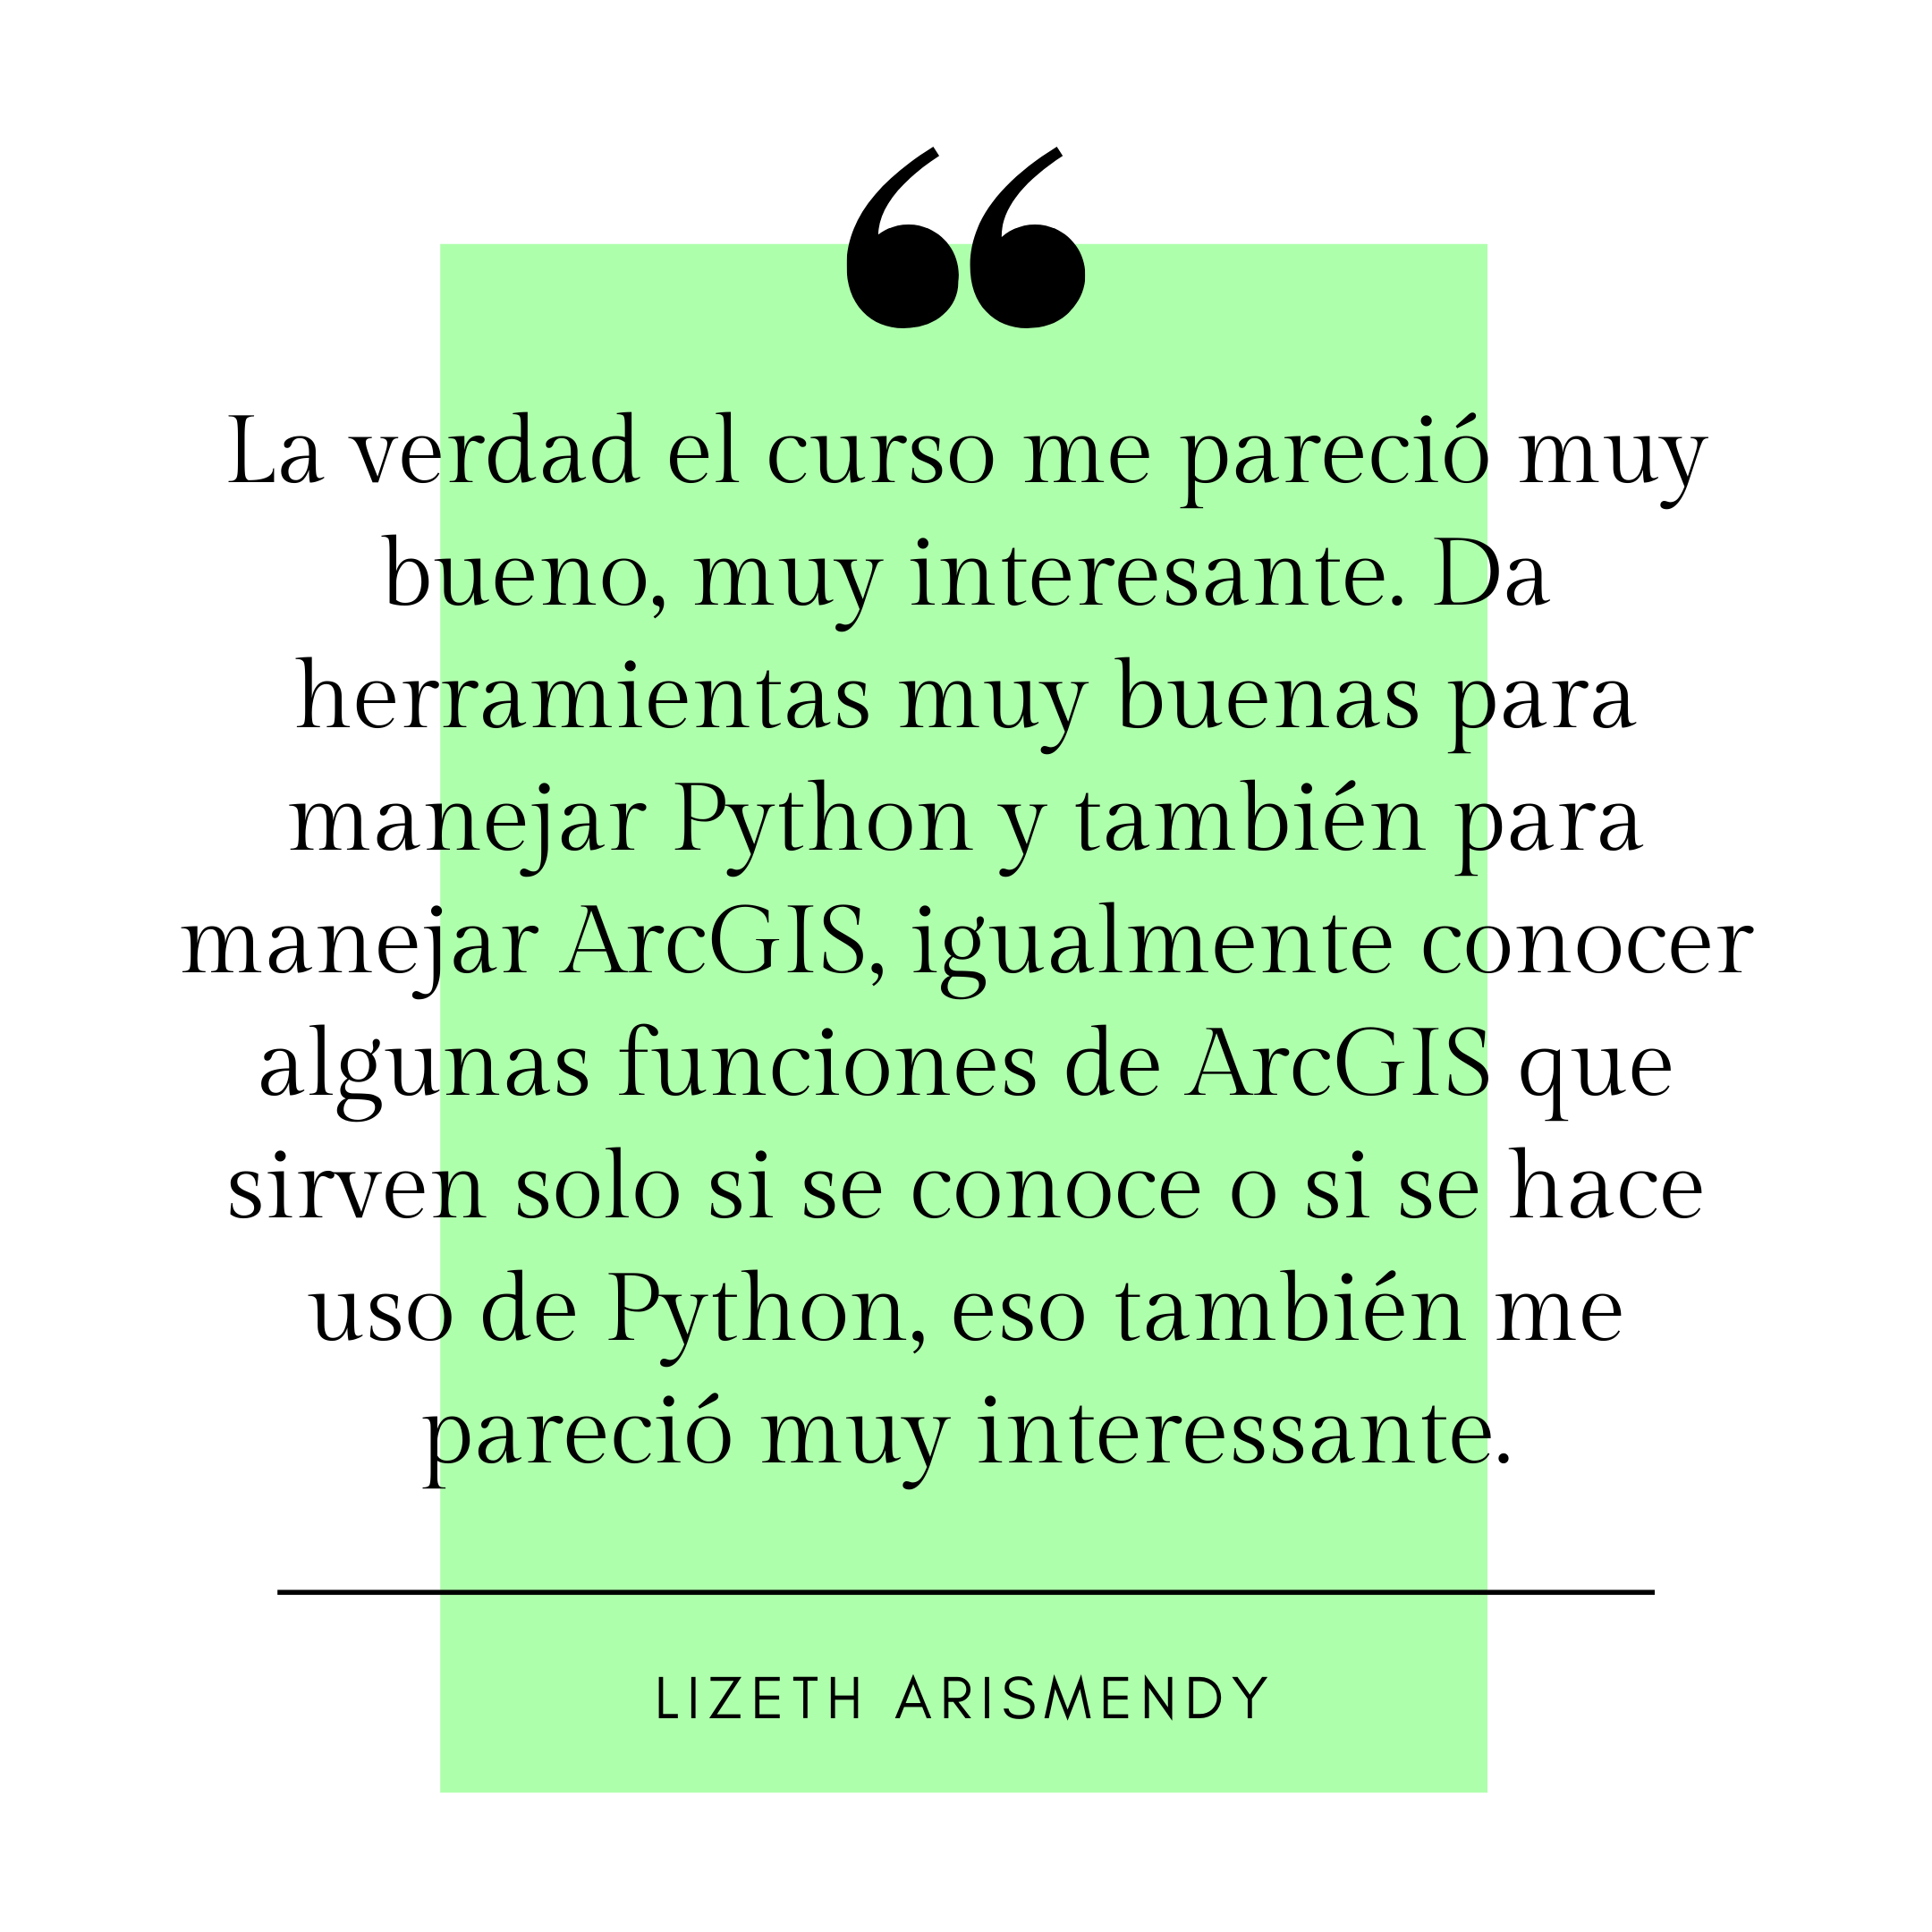 “
La verdad el curso me pareció muy
bueno, muy interesante. Da
herramientas muy buenas para
manejar Python y también para
manejar ArcGIS, igualmente conocer
algunas funciones de ArcGIS que
sirven solo si se conoce o si se hace
uso de Python, eso también me
pareció muy interessante.
LIZETH ARISMENDY